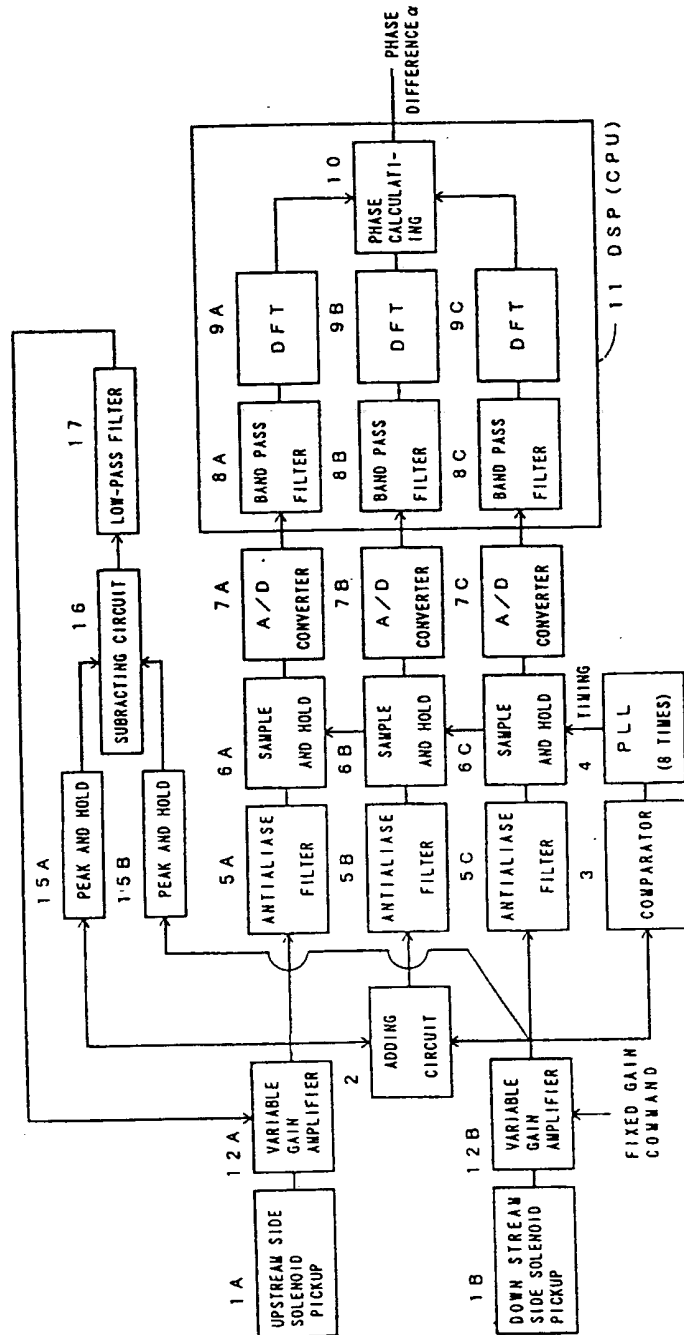 1A
UPSTREAM SIDE
SOLENOID
PICKUP
12A
VARIABLE
GAIN
AMPLIFIER
1B
DOWN STREAM
SIDE SOLENOID
PICKUP
12B
VARIABLE
GAIN
AMPLIFIER
FIXED GAIN
COMMAND
2
ADDING
CIRCUIT
15A
PEAK AND HOLD
15B
PEAK AND HOLD
16
SUBRACTING CIRCUIT
17
LOW-PASS FILTER
5A
ANTIALIASE
FILTER
6A
SAMPLE
AND HOLD
7A
A/D
CONVERTER
8A
BAND PASS
FILTER
9A
DFT
5B
ANTIALIASE
FILTER
6B
SAMPLE
AND HOLD
7B
A/D
CONVERTER
8B
BAND PASS
FILTER
9B
DFT
5C
ANTIALIASE
FILTER
6C
SAMPLE
AND HOLD
7C
A/D
CONVERTER
8C
BAND PASS
FILTER
9C
DFT
3
COMPARATOR
4
TIMING
PLL
(8 TIMES)
10
PHASE
CALCULATI-
ING
11 DSP (CPU)
PHASE
DIFFERENCE α